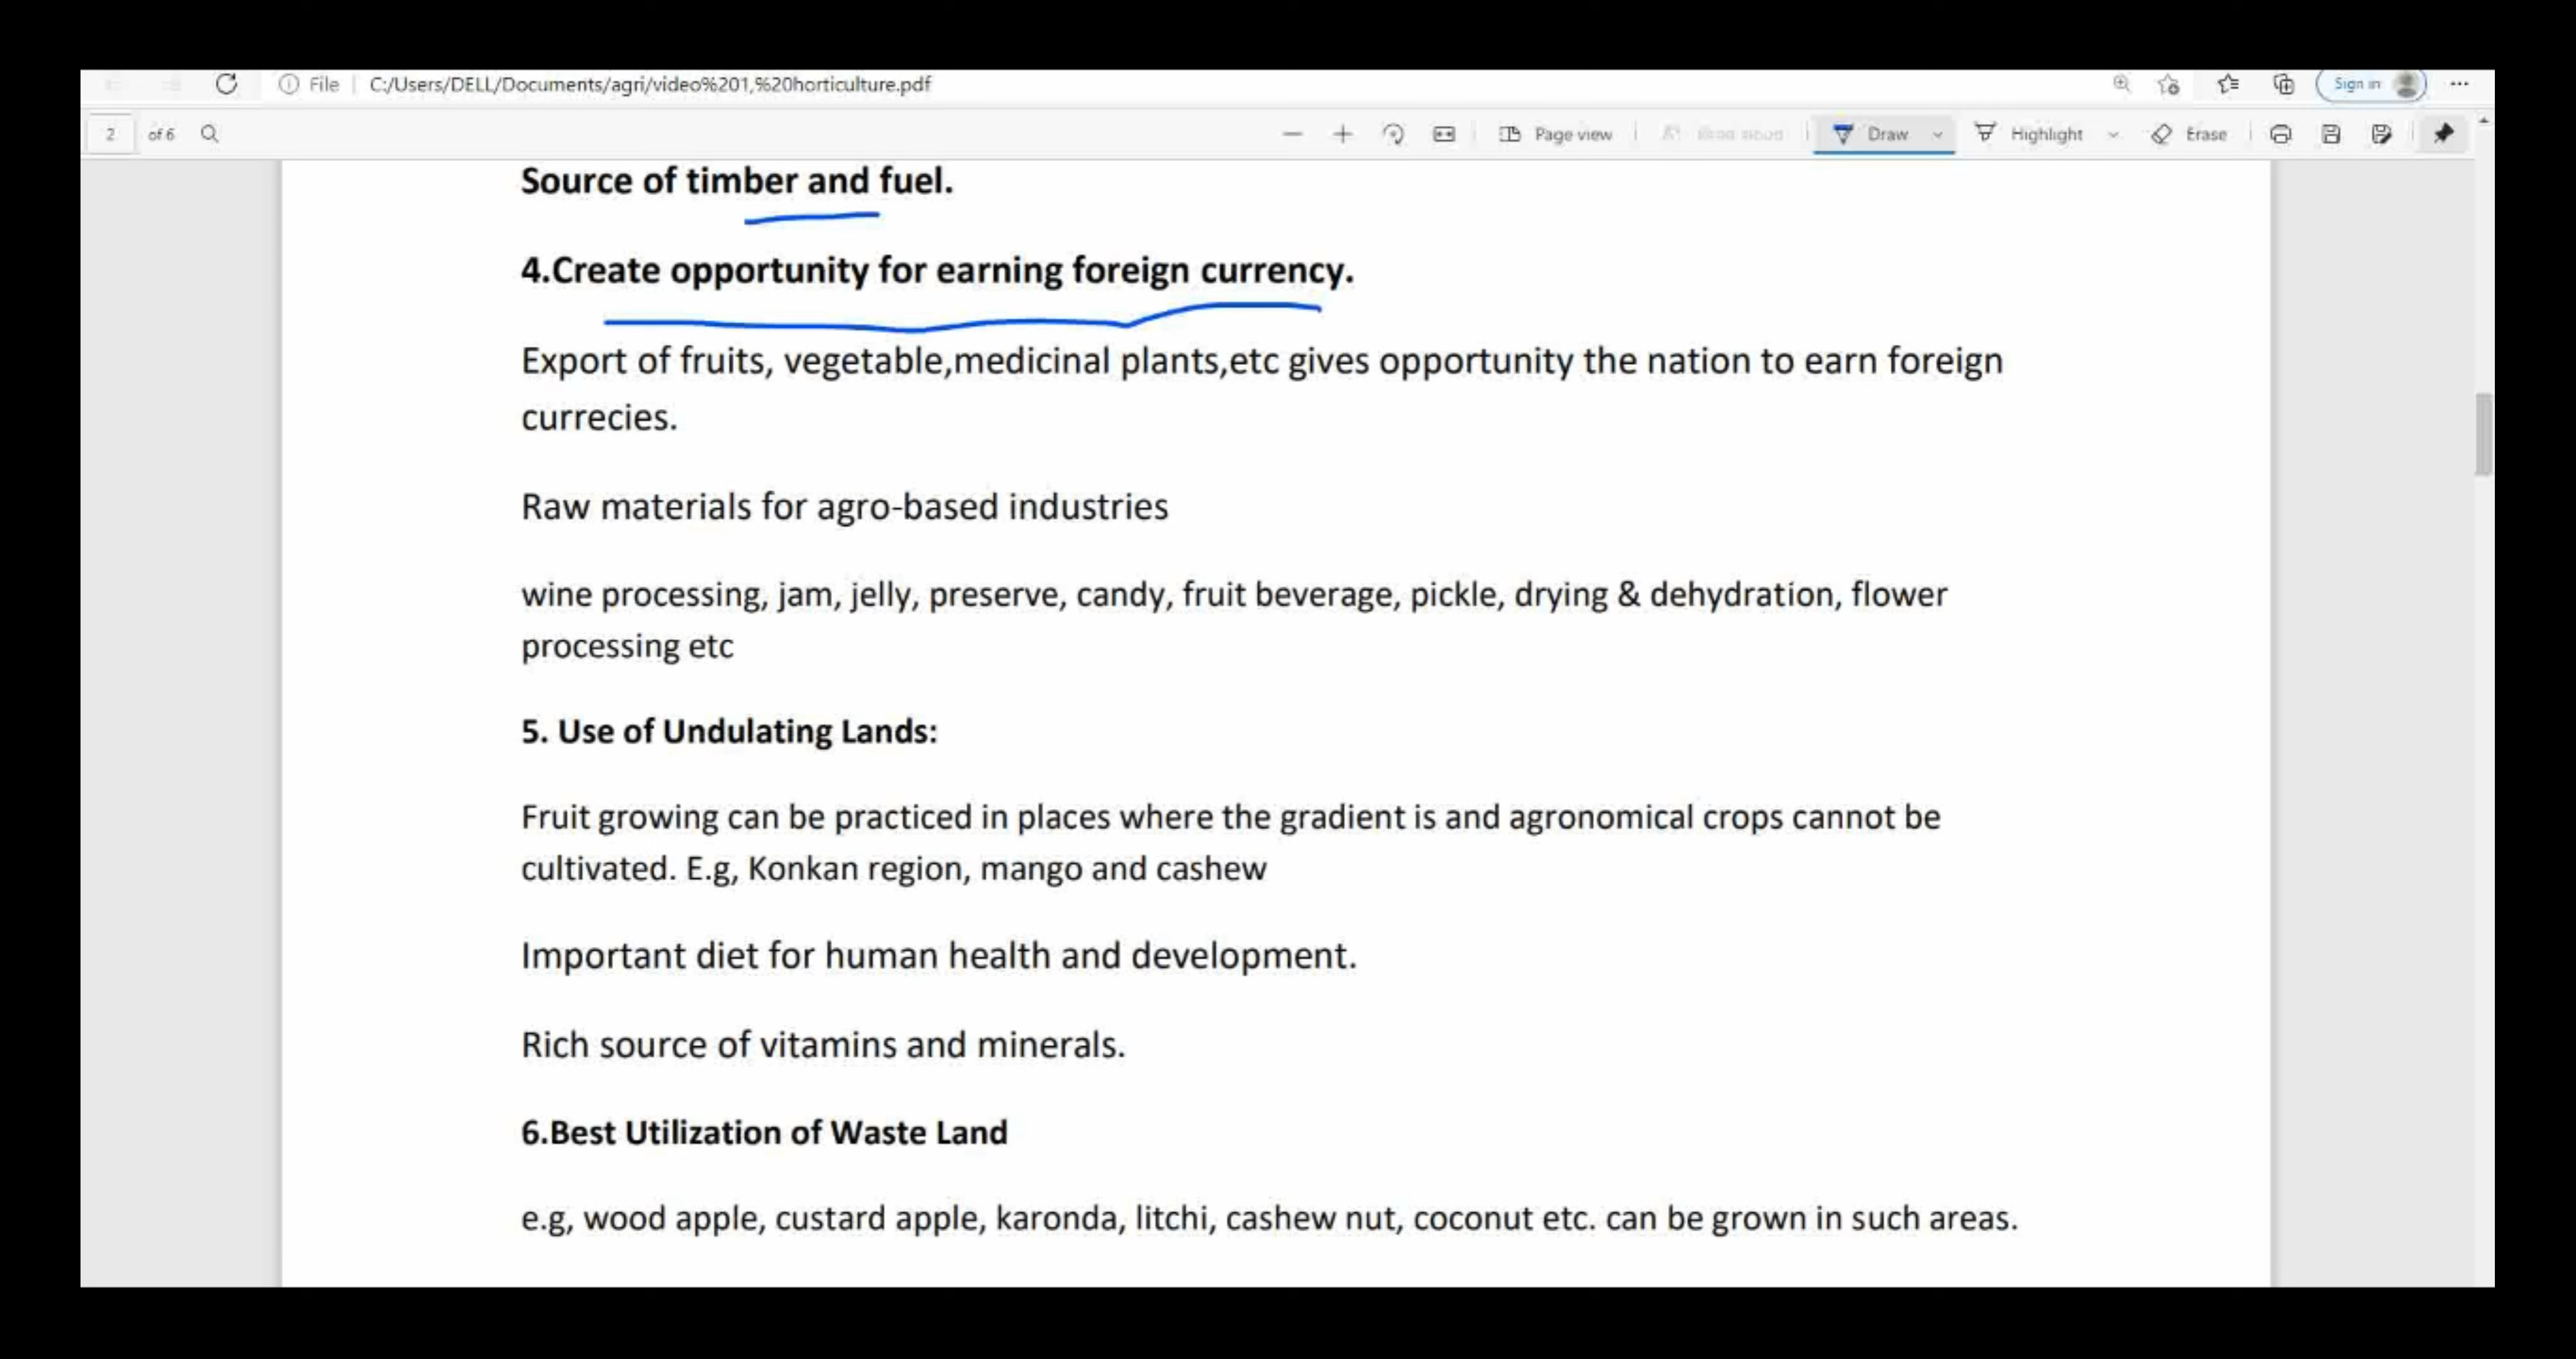 File | C:/Users/DELL/Documents/agri/video%201,%20horticulture.pdf Sign in
2 of 6 Page view Read aloud Draw Highlight Erase
Source of timber and fuel.
4.Create opportunity for earning foreign currency.
Export of fruits, vegetable,medicinal plants,etc gives opportunity the nation to earn foreign
currecies.
Raw materials for agro-based industries
wine processing, jam, jelly, preserve, candy, fruit beverage, pickle, drying & dehydration, flower
processing etc
5. Use of Undulating Lands:
Fruit growing can be practiced in places where the gradient is and agronomical crops cannot be
cultivated. E.g, Konkan region, mango and cashew
Important diet for human health and development.
Rich source of vitamins and minerals.
6.Best Utilization of Waste Land
e.g, wood apple, custard apple, karonda, litchi, cashew nut, coconut etc. can be grown in such areas.